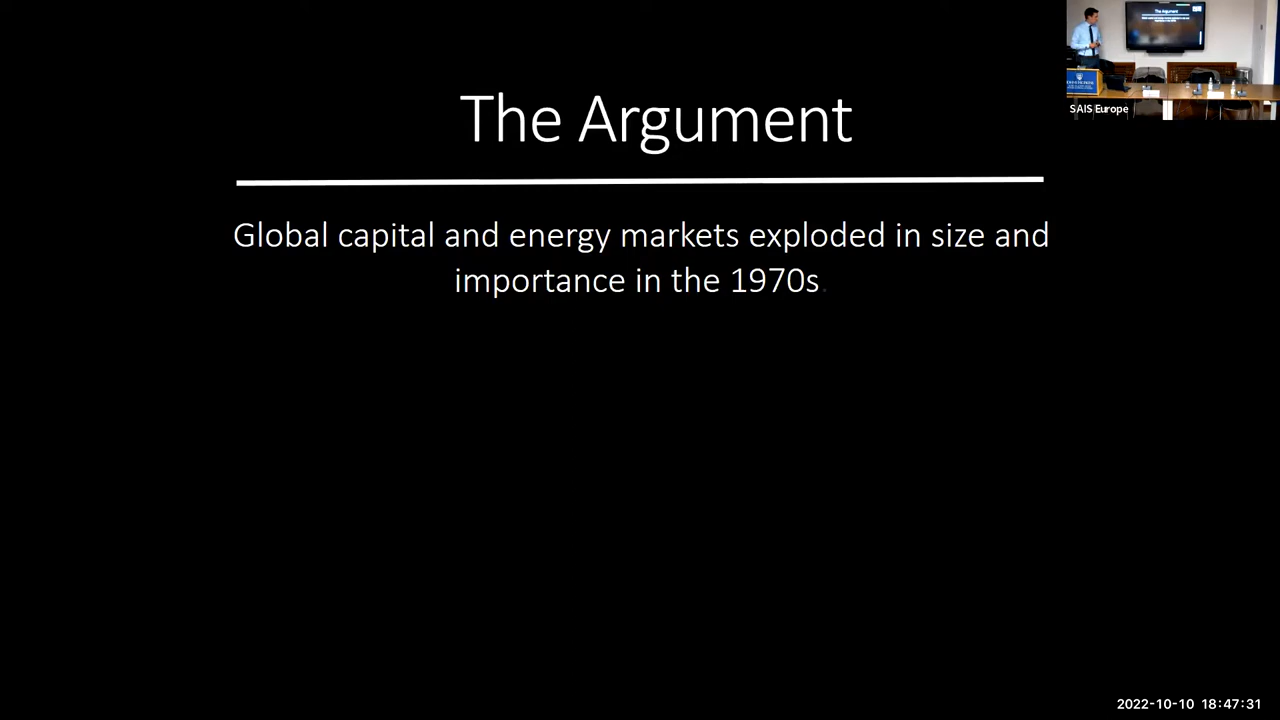 The Argument
Global capital and energy markets exploded in size and
importance in the 1970s.
SAIS Europe
2022-10-10 18:47:31